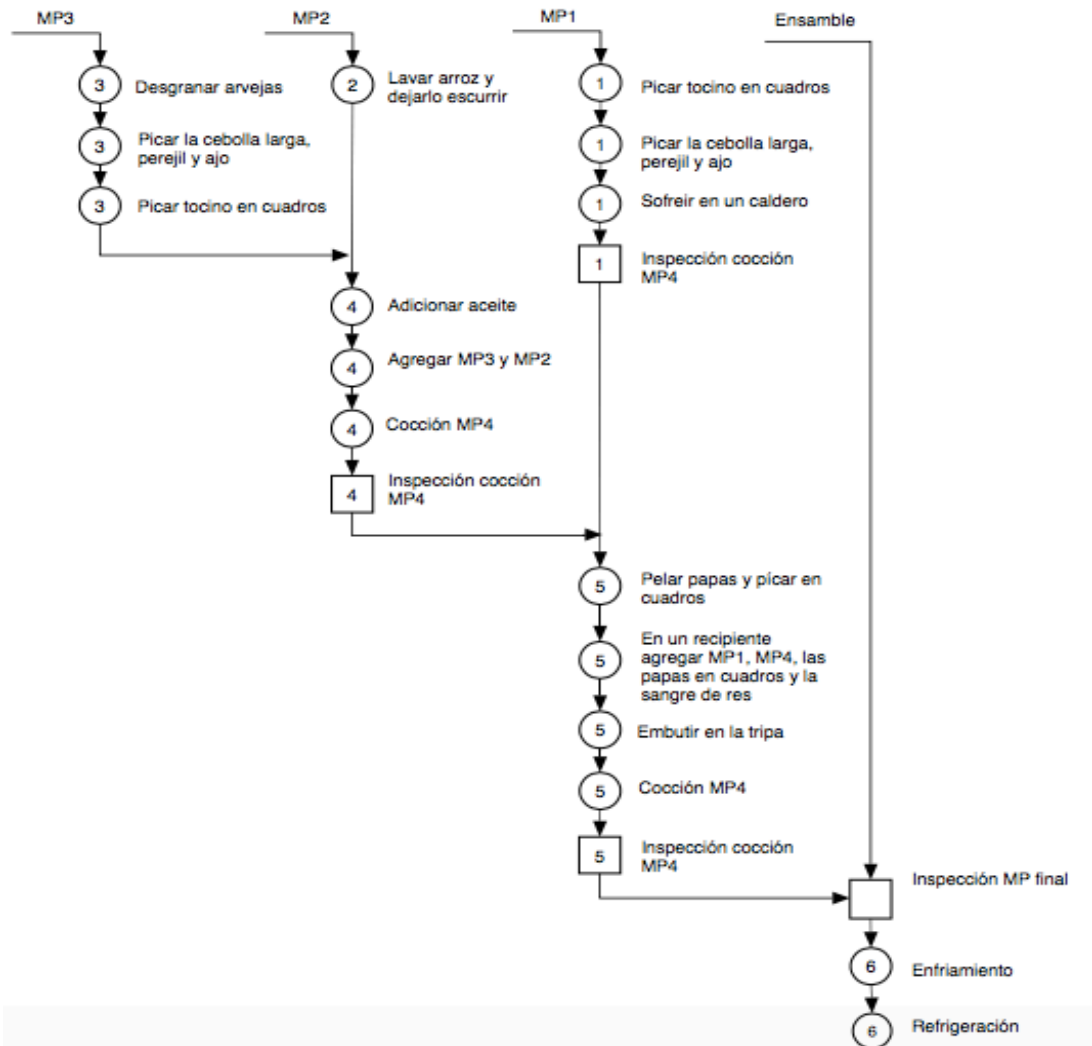 MP3
MP2
MP1
Ensamble
3
Desgranar arvejas
3
Picar la cebolla larga,
perejil y ajo
3
Picar tocino en cuadros
2
Lavar arroz y
dejarlo escurrir
4
Adicionar aceite
4
Agregar MP3 y MP2
4
Cocción MP4
4
Inspección cocción
MP4
1
Picar tocino en cuadros
1
Picar la cebolla larga,
perejil y ajo
1
Sofreir en un caldero
1
Inspección cocción
MP4
5
Pelar papas y picar en
cuadros
5
En un recipiente
agregar MP1, MP4, las
papas en cuadros y la
sangre de res
5
Embutir en la tripa
5
Cocción MP4
5
Inspección cocción
MP4
Inspección MP final
6
Enfriamiento
6
Refrigeración